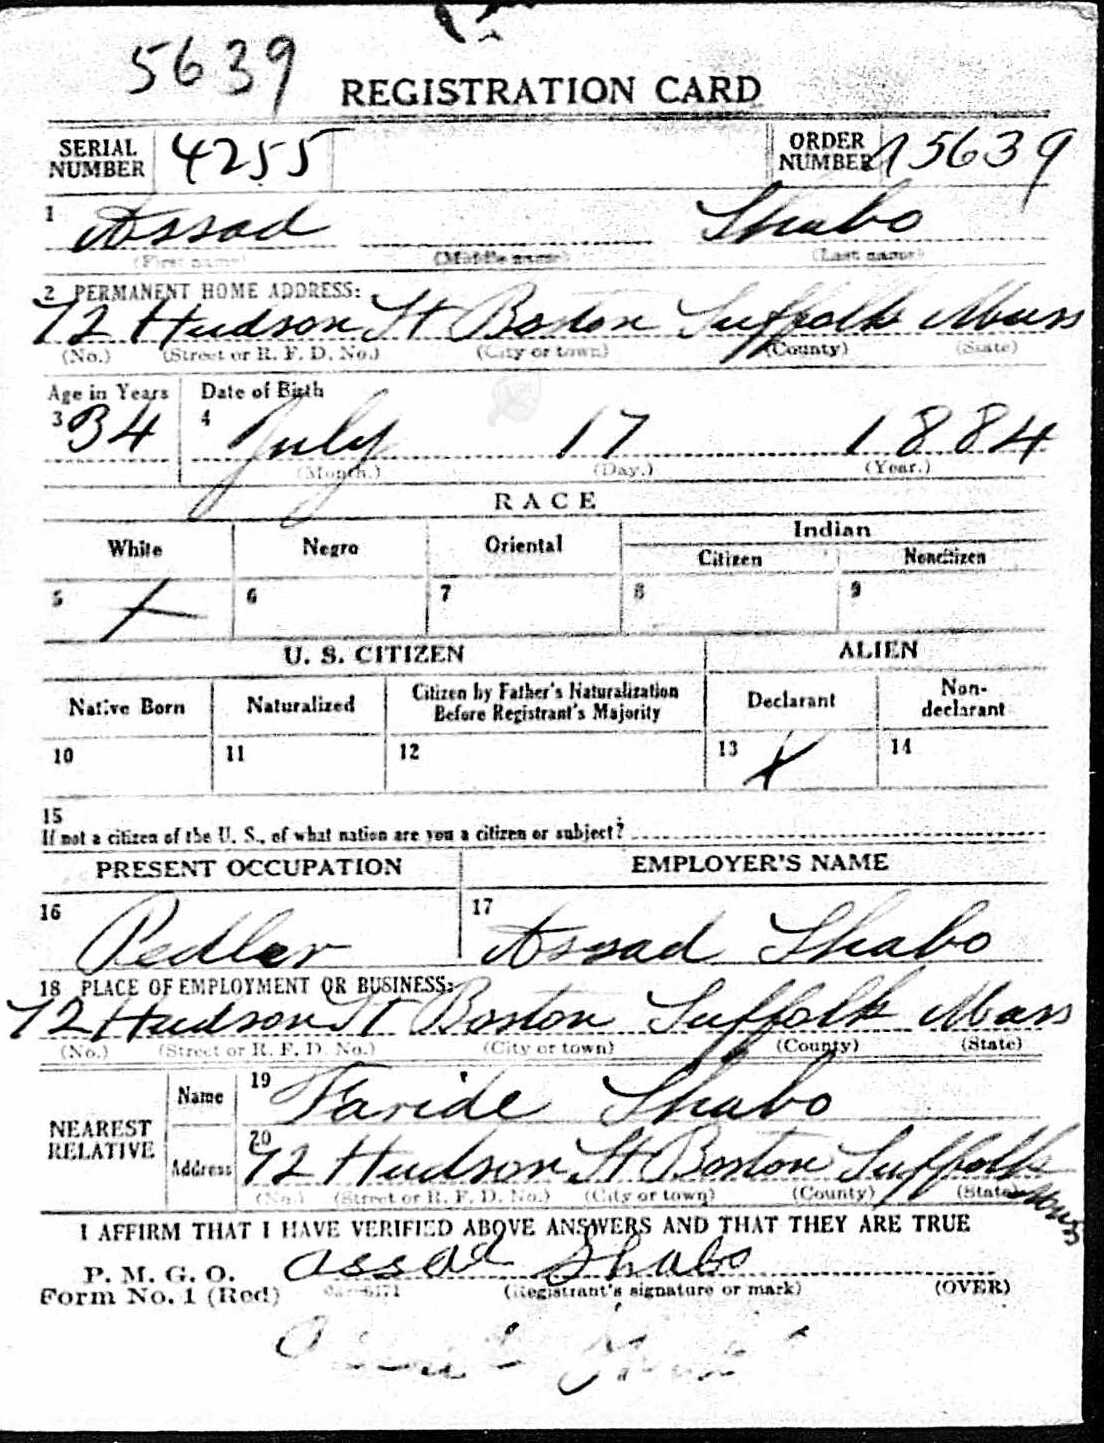 5639
REGISTRATION CARD
SERIAL NUMBER 4255 ORDER NUMBER A5639
1 Assad Shabo
(First name) (Middle name) (Last name)
2 PERMANENT HOME ADDRESS:
72 Hudson St Boston Suffolk Mass
(No.) (Street or R. F. D. No.) (City or town) (County) (State)
Age in Years Date of Birth
3 34 4 July 17 1884
(Month.) (Day.) (Year.)
RACE
White Negro Oriental Indian
Citizen Noncitizen
5 X 6 7 8 9
U. S. CITIZEN ALIEN
Native Born Naturalized Citizen by Father's Naturalization Before Registrant's Majority Declarant Non-declarant
10 11 12 13 X 14
15
If not a citizen of the U. S., of what nation are you a citizen or subject?
PRESENT OCCUPATION EMPLOYER'S NAME
16 Pedler 17 Assad Shabo
18 PLACE OF EMPLOYMENT OR BUSINESS:
72 Hudson St Boston Suffolk Mass
(No.) (Street or R. F. D. No.) (City or town) (County) (State)
NEAREST RELATIVE Name 19 Faride Shabo
Address 20 72 Hudson St Boston Suffolk Mass
(No.) (Street or R. F. D. No.) (City or town) (County) (State)
I AFFIRM THAT I HAVE VERIFIED ABOVE ANSWERS AND THAT THEY ARE TRUE
P. M. G. O.
Form No. 1 (Red) assad Shabo
(Registrant's signature or mark) (OVER)